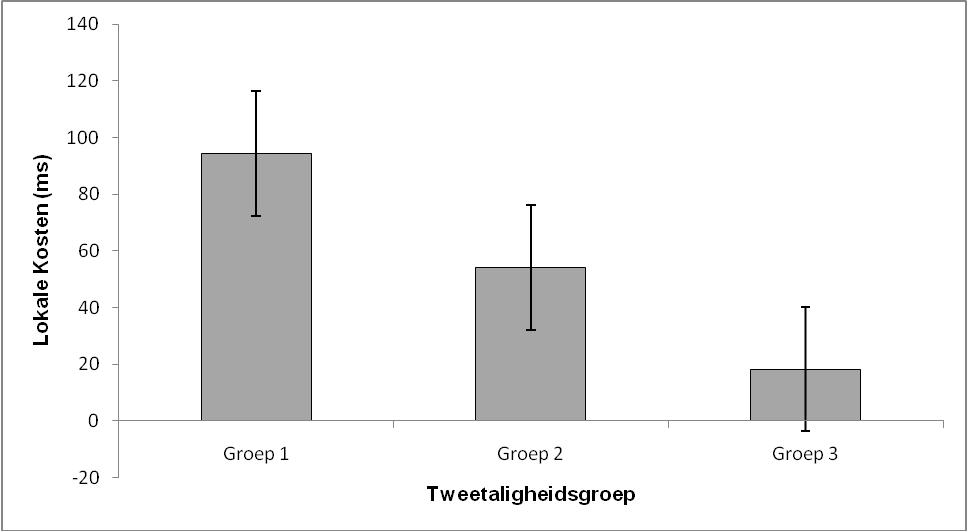 140
120
100
80
60
40
20
0
-20
Lokale Kosten (ms)
Groep 1
Groep 2
Groep 3
Tweetaligheidsgroep